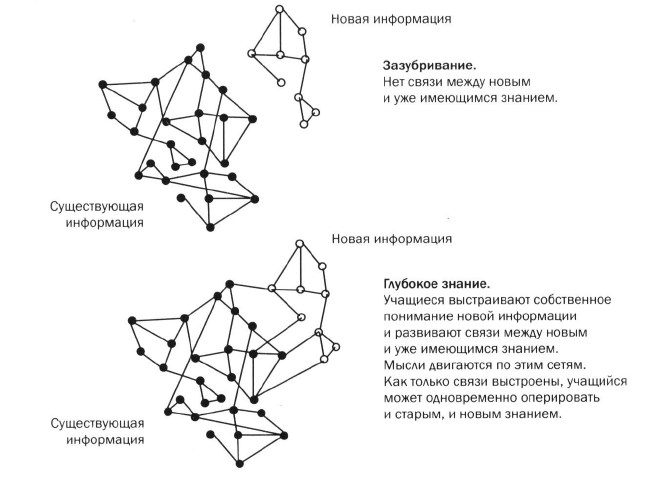 Новая информация
Зазубривание.
Нет связи между новым
и уже имеющимся знанием.
Существующая
информация
Новая информация
Глубокое знание.
Учащиеся выстраивают собственное
понимание новой информации
и развивают связи между новым
и уже имеющимся знанием.
Мысли двигаются по этим сетям.
Как только связи выстроены, учащийся
может одновременно оперировать
и старым, и новым знанием.
Существующая
информация